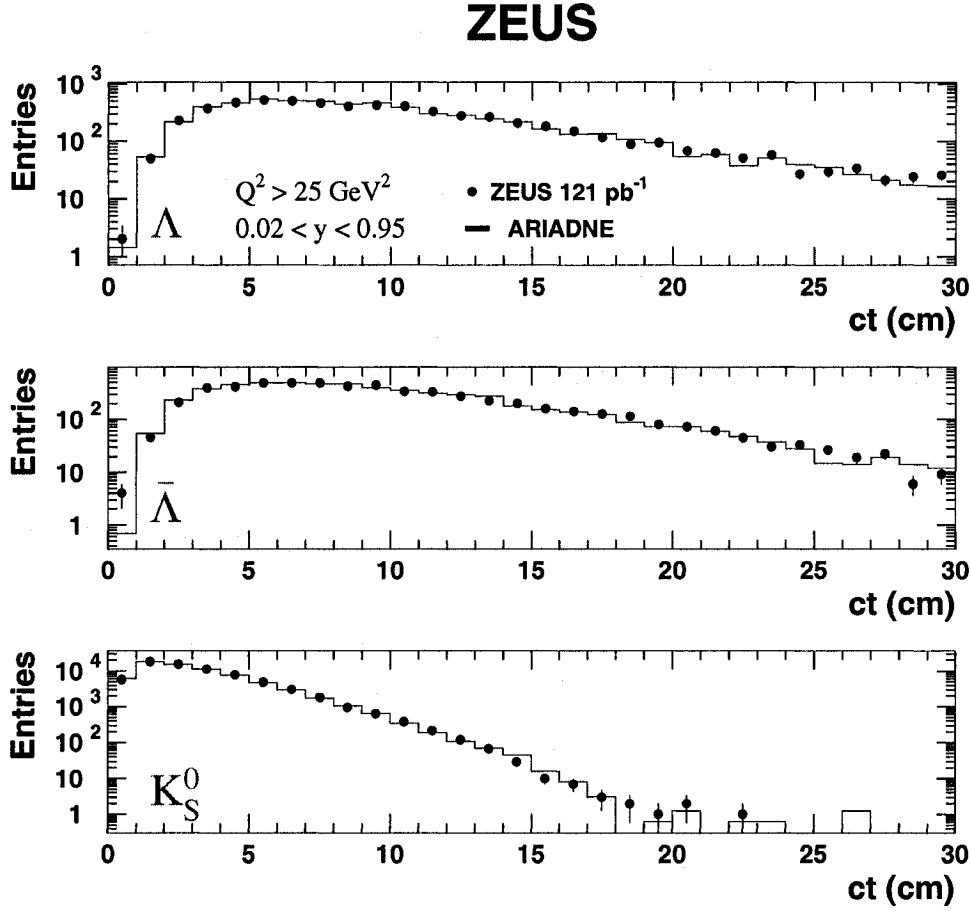 ZEUS
Entries
10³
10²
10
1
Λ
Q² > 25 GeV²
0.02 < y < 0.95
● ZEUS 121 pb⁻¹
— ARIADNE
0 5 10 15 20 25 30
ct (cm)
Entries
10²
10
1
Λ̄
0 5 10 15 20 25 30
ct (cm)
Entries
10⁴
10³
10²
10
1
K⁰_S
0 5 10 15 20 25 30
ct (cm)